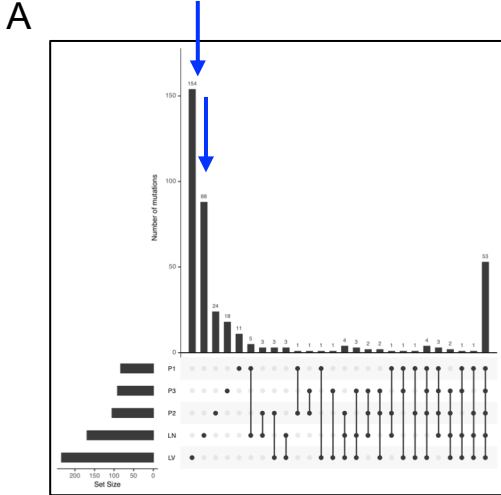 A
154
150
88
100
Number of mutations
50
24 18 11 5 3 3 3 1 1 1 1 4 3 2 2 1 1 1 4 3 2 1 1 53
0
P1
P3
P2
LN
LV
200 150 100 50 0
Set Size